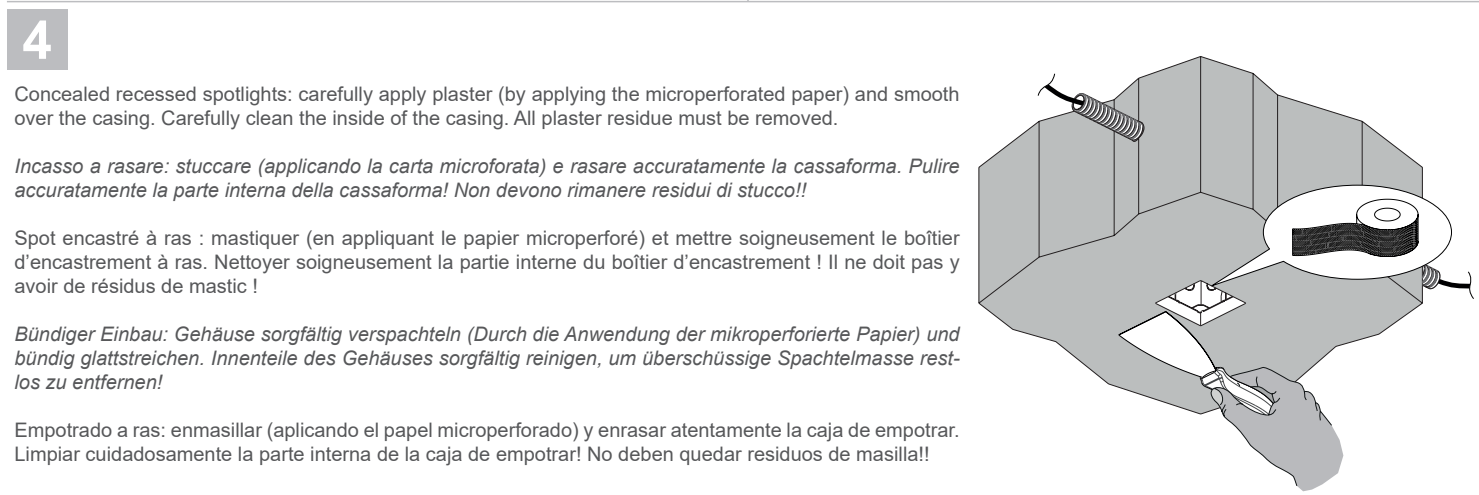 4
Concealed recessed spotlights: carefully apply plaster (by applying the microperforated paper) and smooth
over the casing. Carefully clean the inside of the casing. All plaster residue must be removed.
Incasso a rasare: stuccare (applicando la carta microforata) e rasare accuratamente la cassaforma. Pulire
accuratamente la parte interna della cassaforma! Non devono rimanere residui di stucco!!
Spot encastré à ras : mastiquer (en appliquant le papier microperforé) et mettre soigneusement le boîtier
d'encastrement à ras. Nettoyer soigneusement la partie interne du boîtier d'encastrement ! Il ne doit pas y
avoir de résidus de mastic !
Bündiger Einbau: Gehäuse sorgfältig verspachteln (Durch die Anwendung der mikroperforierte Papier) und
bündig glattstreichen. Innenteile des Gehäuses sorgfältig reinigen, um überschüssige Spachtelmasse rest-
los zu entfernen!
Empotrado a ras: enmasillar (aplicando el papel microperforado) y enrasar atentamente la caja de empotrar.
Limpiar cuidadosamente la parte interna de la caja de empotrar! No deben quedar residuos de masilla!!